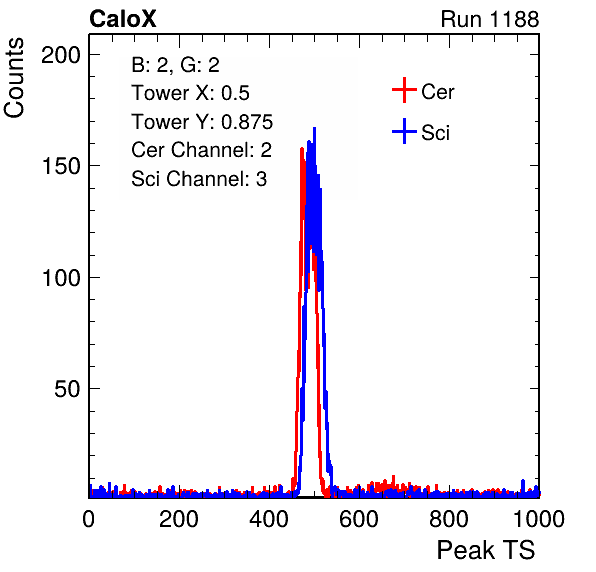 CaloX Run 1188
Counts
B: 2, G: 2
Tower X: 0.5
Tower Y: 0.875
Cer Channel: 2
Sci Channel: 3
Cer
Sci
200
150
100
50
0 200 400 600 800 1000
Peak TS